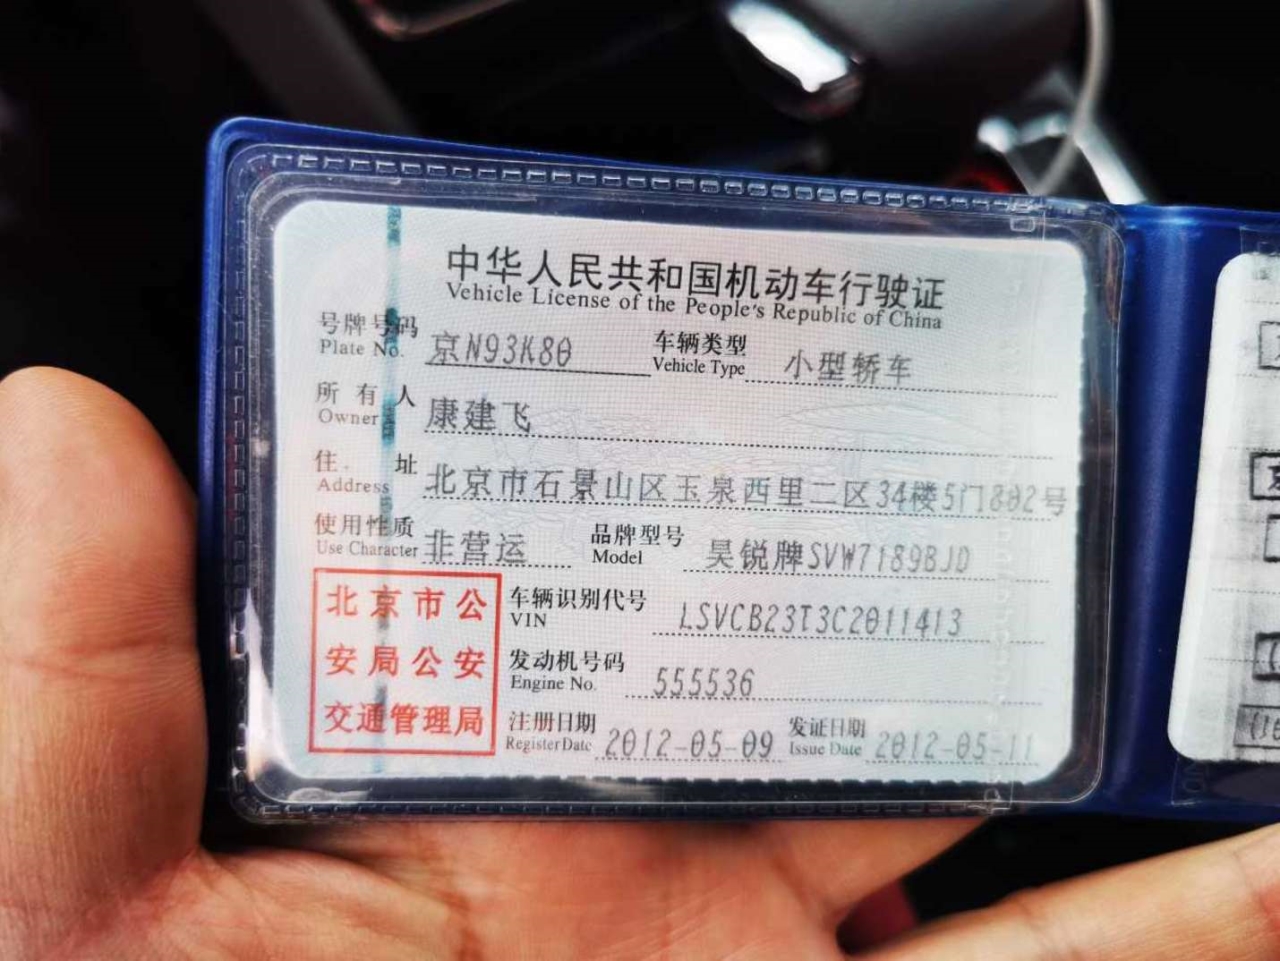 中华人民共和国机动车行驶证
Vehicle License of the People's Republic of China
号牌号码 京N93K80 车辆类型 小型轿车
Plate No. Vehicle Type
所有人 康建飞
Owner
住址 北京市石景山区玉泉西里二区34楼5门802号
Address
使用性质 非营运 品牌型号 昊锐牌SVW7189BJD
Use Character Model
北京市公
安局公安
交通管理局
车辆识别代号 LSVCB23T3C2011413
VIN
发动机号码 555536
Engine No.
注册日期 2012-05-09 发证日期 2012-05-11
Register Date Issue Date